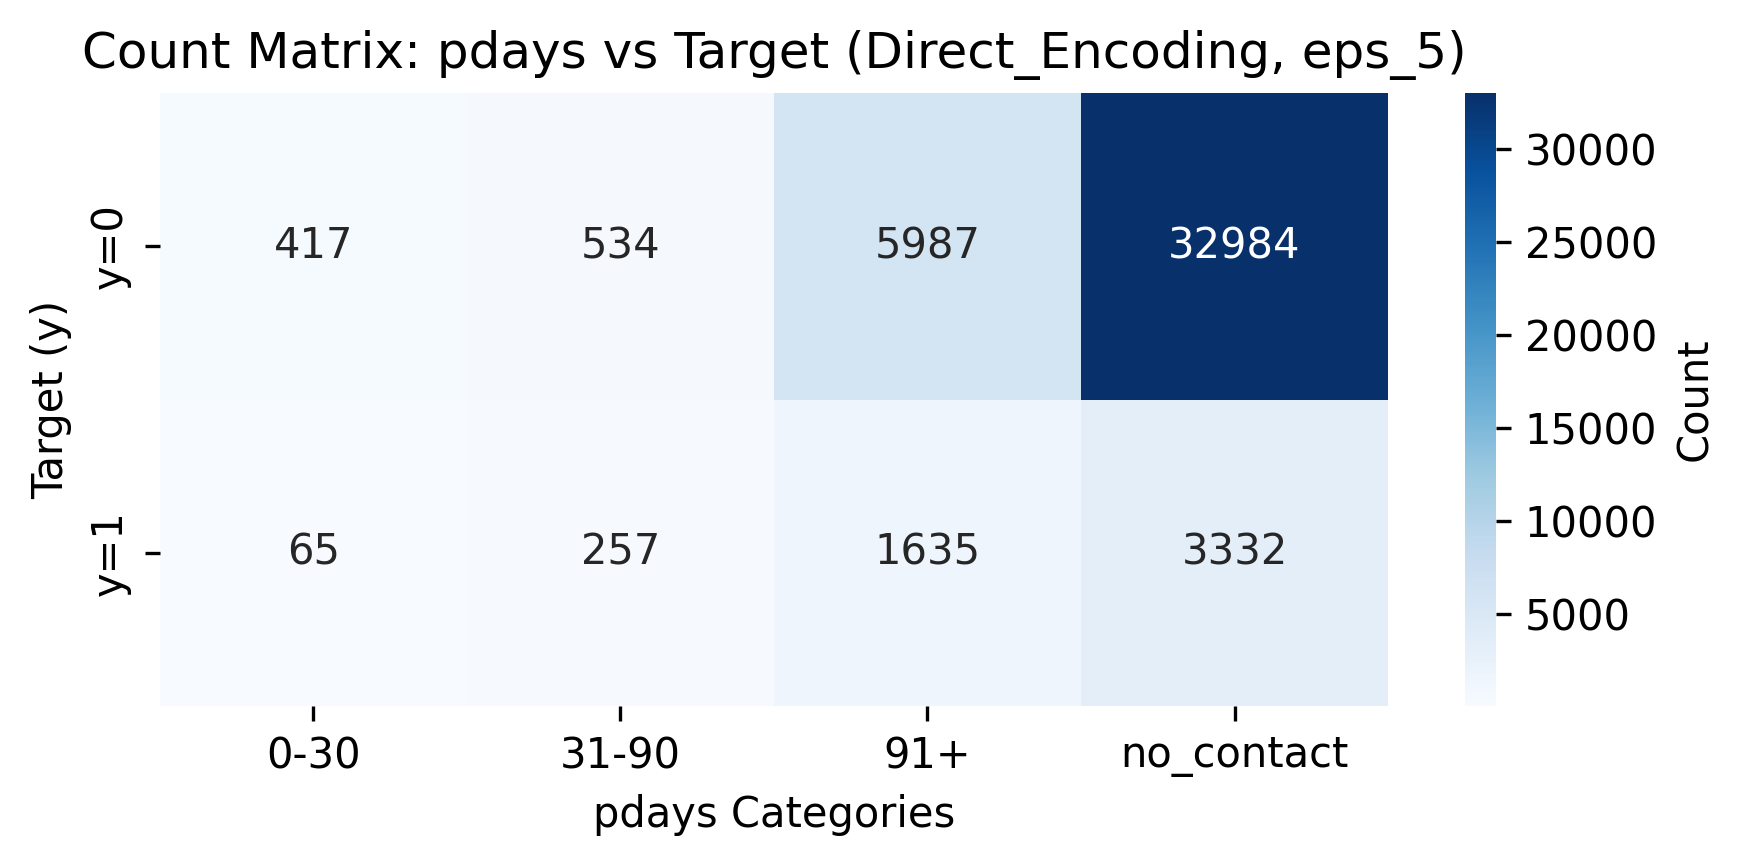 Count Matrix: pdays vs Target (Direct_Encoding, eps_5)
Target (y)
y=0
417 534 5987 32984
y=1
65 257 1635 3332
0-30 31-90 91+ no_contact
pdays Categories
30000
25000
20000
15000
10000
5000
Count